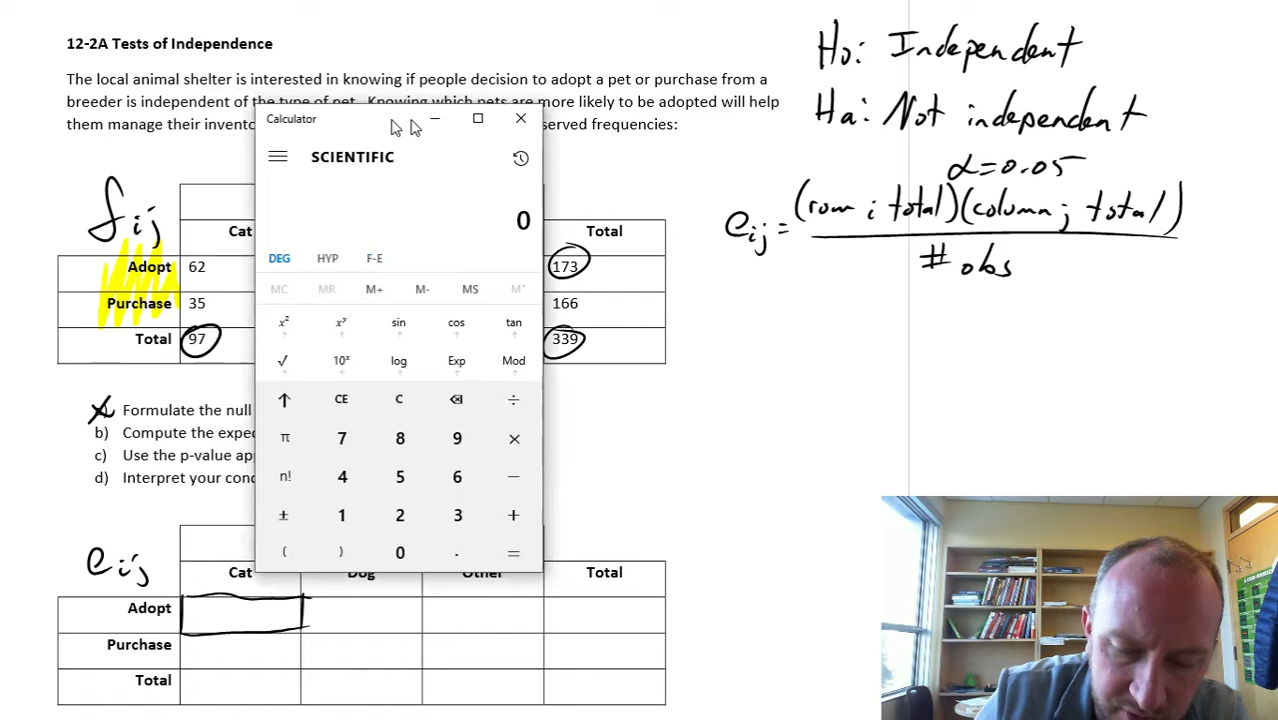 12-2A Tests of Independence
The local animal shelter is interested in knowing if people decision to adopt a pet or purchase from a
breeder is independent of the type of pet. Knowing which pets are more likely to be adopted will help
them manage their invento served frequencies:
fij
Cat Total
Adopt 62 173
Purchase 35 166
Total 97 339
Formulate the null
b) Compute the expec
c) Use the p-value ap
d) Interpret your conc
eij
Cat Dog Other Total
Adopt
Purchase
Total
Calculator
SCIENTIFIC
0
DEG HYP F-E
MC MR M+ M- MS M
x² xʸ sin cos tan
√ 10ˣ log Exp Mod
↑ CE C ÷
π 7 8 9 ×
n! 4 5 6 −
± 1 2 3 +
( ) 0 . =
Ho: Independent
Ha: Not independent
α=0.05
eij = (row i total)(column j total)
# obs